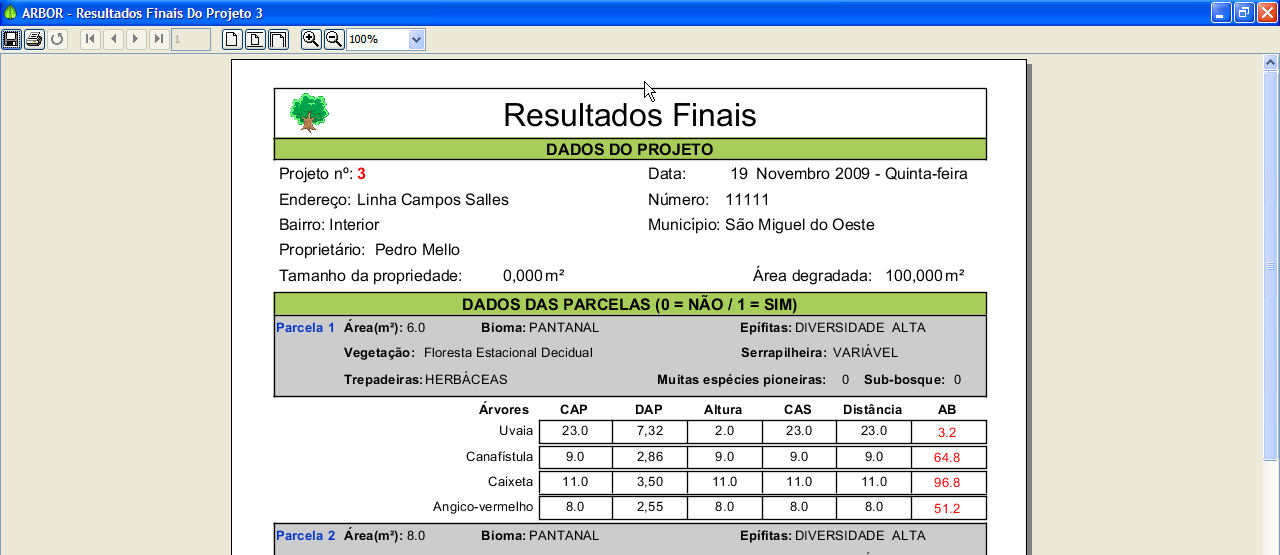 ARBOR - Resultados Finais Do Projeto 3
1
100%
Resultados Finais
DADOS DO PROJETO
Projeto nº: 3 Data: 19 Novembro 2009 - Quinta-feira
Endereço: Linha Campos Salles Número: 11111
Bairro: Interior Município: São Miguel do Oeste
Proprietário: Pedro Mello
Tamanho da propriedade: 0,000 m² Área degradada: 100,000 m²
DADOS DAS PARCELAS (0 = NÃO / 1 = SIM)
Parcela 1 Área(m²): 6.0 Bioma: PANTANAL Epífitas: DIVERSIDADE ALTA
Vegetação: Floresta Estacional Decidual Serrapilheira: VARIÁVEL
Trepadeiras: HERBÁCEAS Muitas espécies pioneiras: 0 Sub-bosque: 0
Árvores CAP DAP Altura CAS Distância AB
Uvaia 23.0 7,32 2.0 23.0 23.0 3.2
Canafístula 9.0 2,86 9.0 9.0 9.0 64.8
Caixeta 11.0 3,50 11.0 11.0 11.0 96.8
Angico-vermelho 8.0 2,55 8.0 8.0 8.0 51.2
Parcela 2 Área(m²): 8.0 Bioma: PANTANAL Epífitas: DIVERSIDADE ALTA